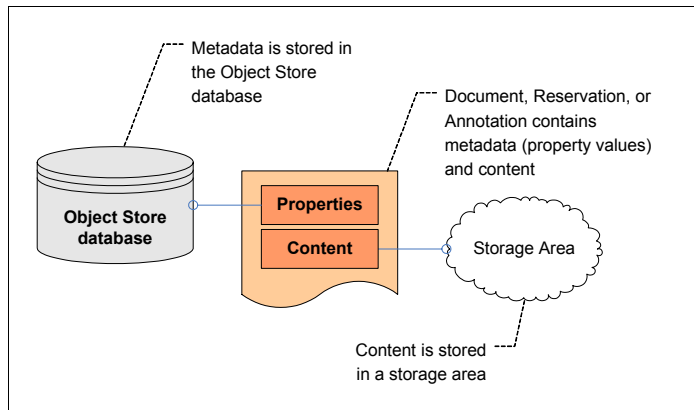 Metadata is stored in
the Object Store
database
Document, Reservation, or
Annotation contains
metadata (property values)
and content
Object Store
database
Properties
Content
Storage Area
Content is stored
in a storage area